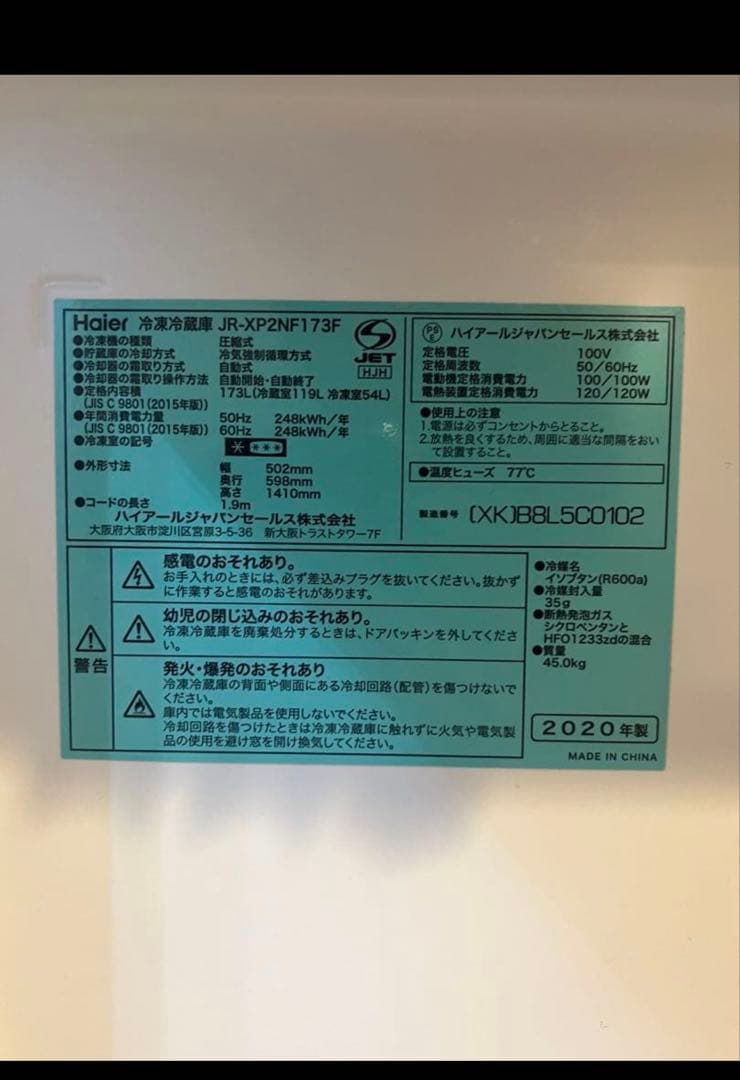 Haier 冷凍冷蔵庫 JR-XP2NF173F
●冷凍機の種類 圧縮式
●貯蔵庫の冷却方式 冷気強制循環方式
●冷却器の霜取り方式 自動式
●冷却器の霜取り操作方法 自動開始・自動終了
●定格内容積 173L(冷蔵室119L 冷凍室54L)
(JIS C 9801(2015年版))
●年間消費電力量 50Hz 248kWh/年
(JIS C 9801(2015年版)) 60Hz 248kWh/年
●冷凍室の記号
●外形寸法 幅 502mm
奥行 598mm
高さ 1410mm
●コードの長さ 1.9m
ハイアールジャパンセールス株式会社
大阪府大阪市淀川区宮原3-5-36 新大阪トラストタワー7F
S
JET
HJH
PS
E
ハイアールジャパンセールス株式会社
定格電圧 100V
定格周波数 50/60Hz
電動機定格消費電力 100/100W
電熱装置定格消費電力 120/120W
●使用上の注意
1.電源は必ずコンセントからとること。
2.放熱を良くするため、周囲に適当な間隔をおい
て設置すること。
●温度ヒューズ 77℃
製造番号 (XK)B8L5C0102
警告
感電のおそれあり。
お手入れのときには、必ず差込みプラグを抜いてください。抜かず
に作業すると感電のおそれがあります。
幼児の閉じ込みのおそれあり。
冷凍冷蔵庫を廃棄処分するときは、ドアパッキンを外してくださ
い。
発火・爆発のおそれあり
冷凍冷蔵庫の背面や側面にある冷却回路(配管)を傷つけないで
ください。
庫内では電気製品を使用しないでください。
冷却回路を傷つけたときは冷凍冷蔵庫に触れずに火気や電気製
品の使用を避け窓を開け換気してください。
●冷媒名
イソブタン(R600a)
●冷媒封入量
35g
●断熱発泡ガス
シクロペンタンと
HFO1233zdの混合
●質量
45.0kg
2020年製
MADE IN CHINA